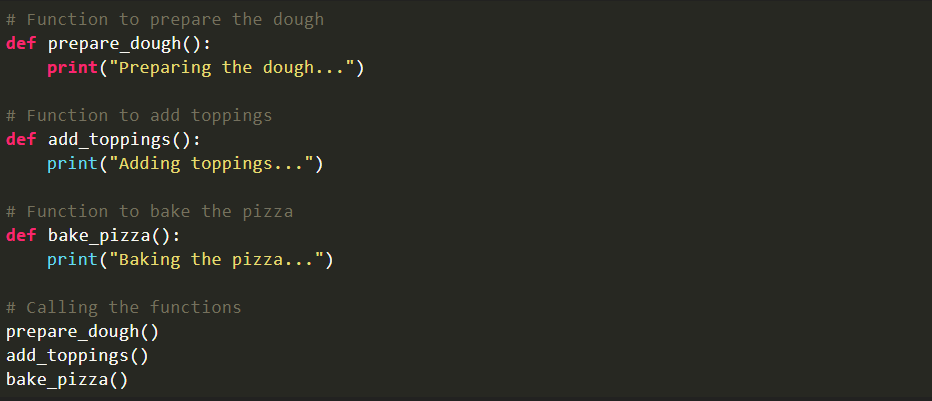 # Function to prepare the dough
def prepare_dough():
    print("Preparing the dough...")

# Function to add toppings
def add_toppings():
    print("Adding toppings...")

# Function to bake the pizza
def bake_pizza():
    print("Baking the pizza...")

# Calling the functions
prepare_dough()
add_toppings()
bake_pizza()